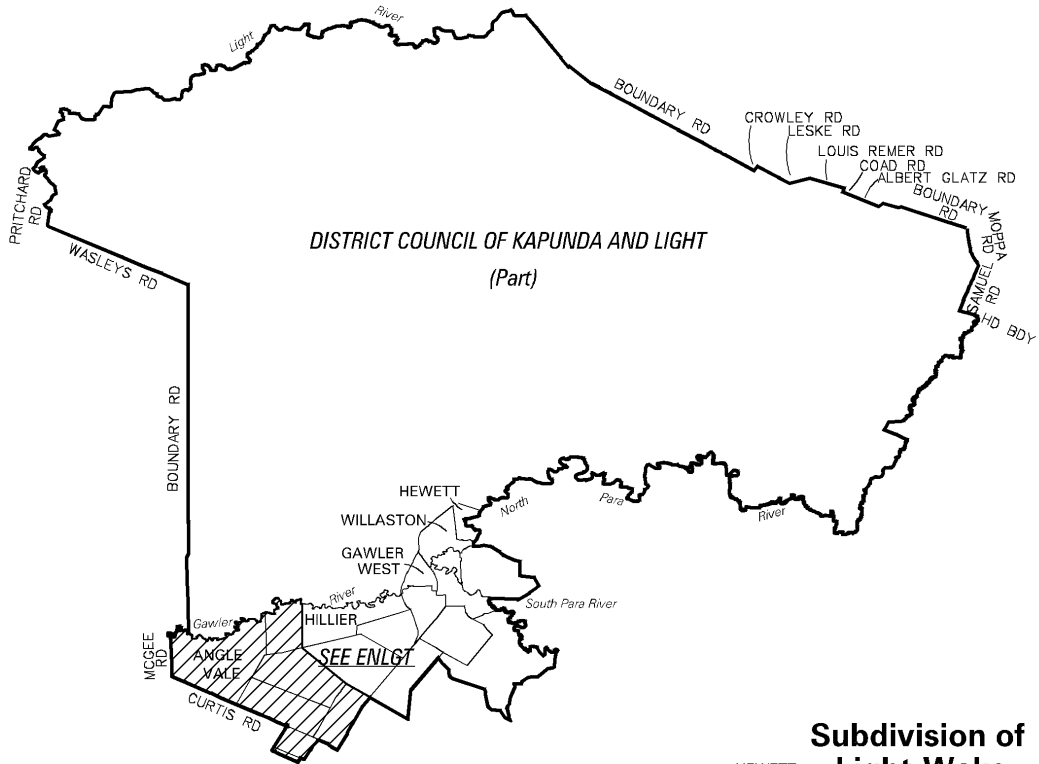 Light
River
BOUNDARY RD
CROWLEY RD
LESKE RD
LOUIS REMER RD
COAD RD
ALBERT GLATZ RD
BOUNDARY
RD
MOPPA
RD
SAMUEL
RD
HD BDY
PRITCHARD
RD
WASLEYS RD
DISTRICT COUNCIL OF KAPUNDA AND LIGHT
(Part)
BOUNDARY RD
HEWETT
WILLASTON
GAWLER
WEST
North
Para
River
South Para River
River
Gawler
HILLIER
SEE ENLGT
ANGLE
VALE
MCGEE
RD
CURTIS RD
Subdivision of